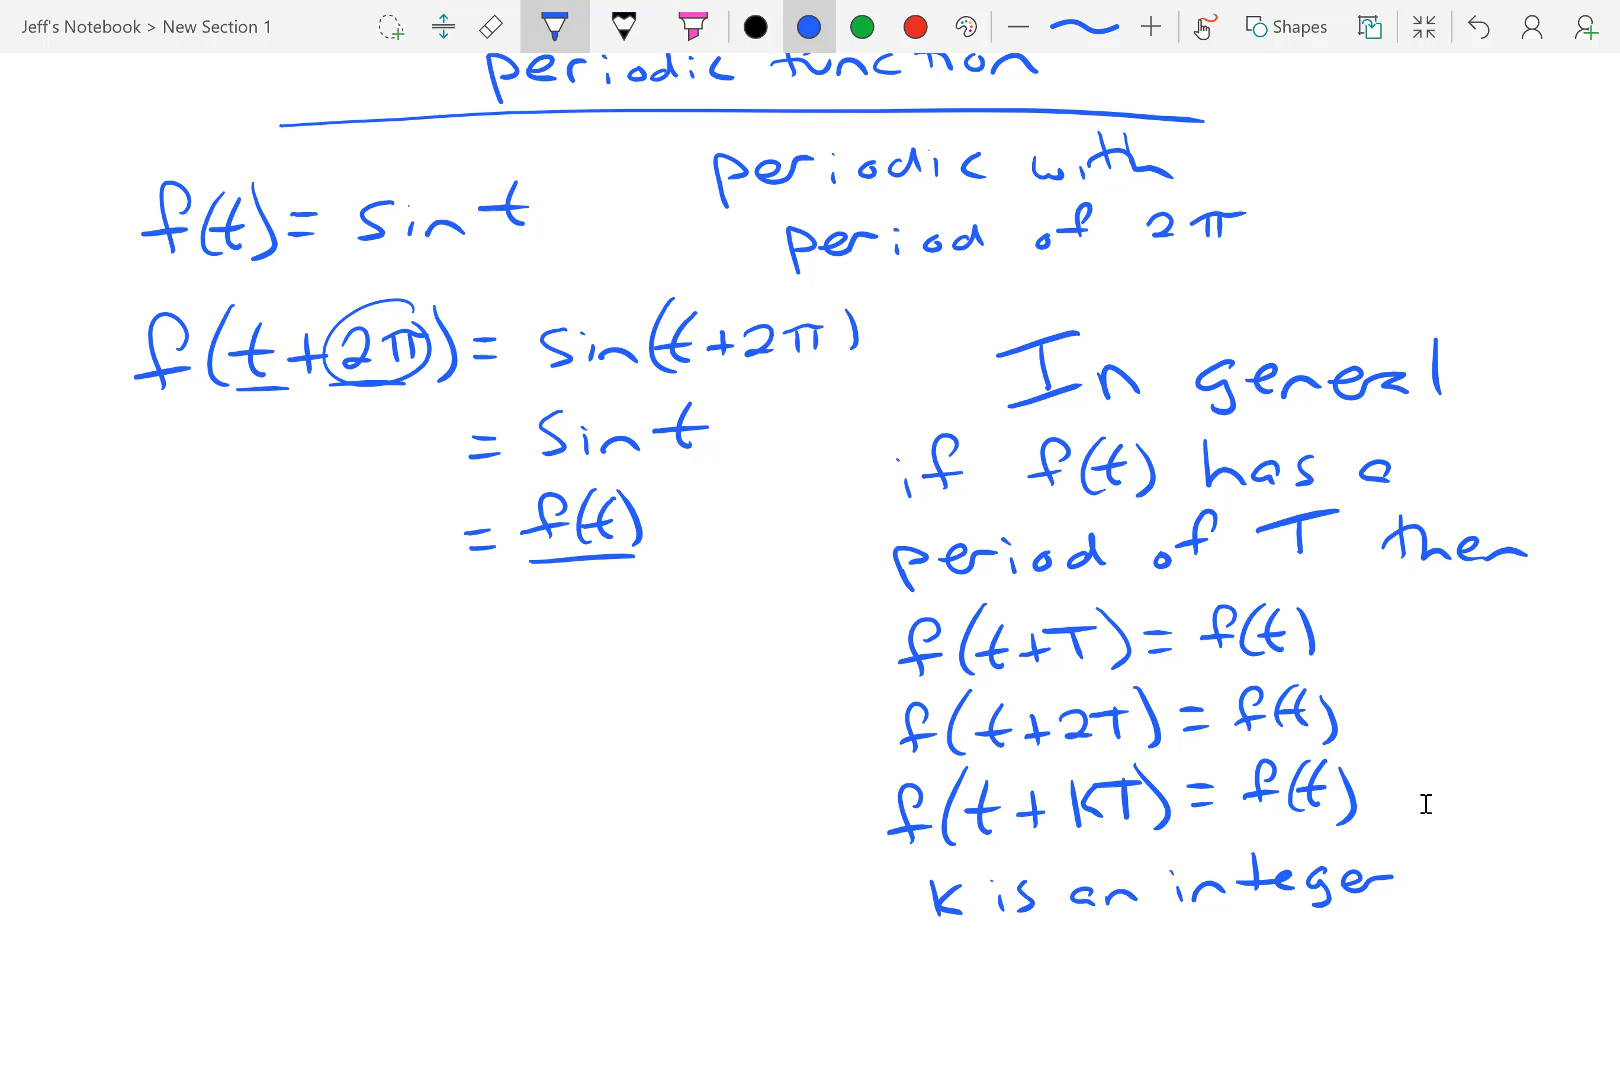 Jeff's Notebook > New Section 1
Shapes
periodic function
f(t) = sin t
periodic with
period of 2π
f(t+2π) = sin(t+2π)
= sin t
= f(t)
In general
if f(t) has a
period of T then
f(t+T) = f(t)
f(t+2T) = f(t)
f(t+KT) = f(t)
K is an integer